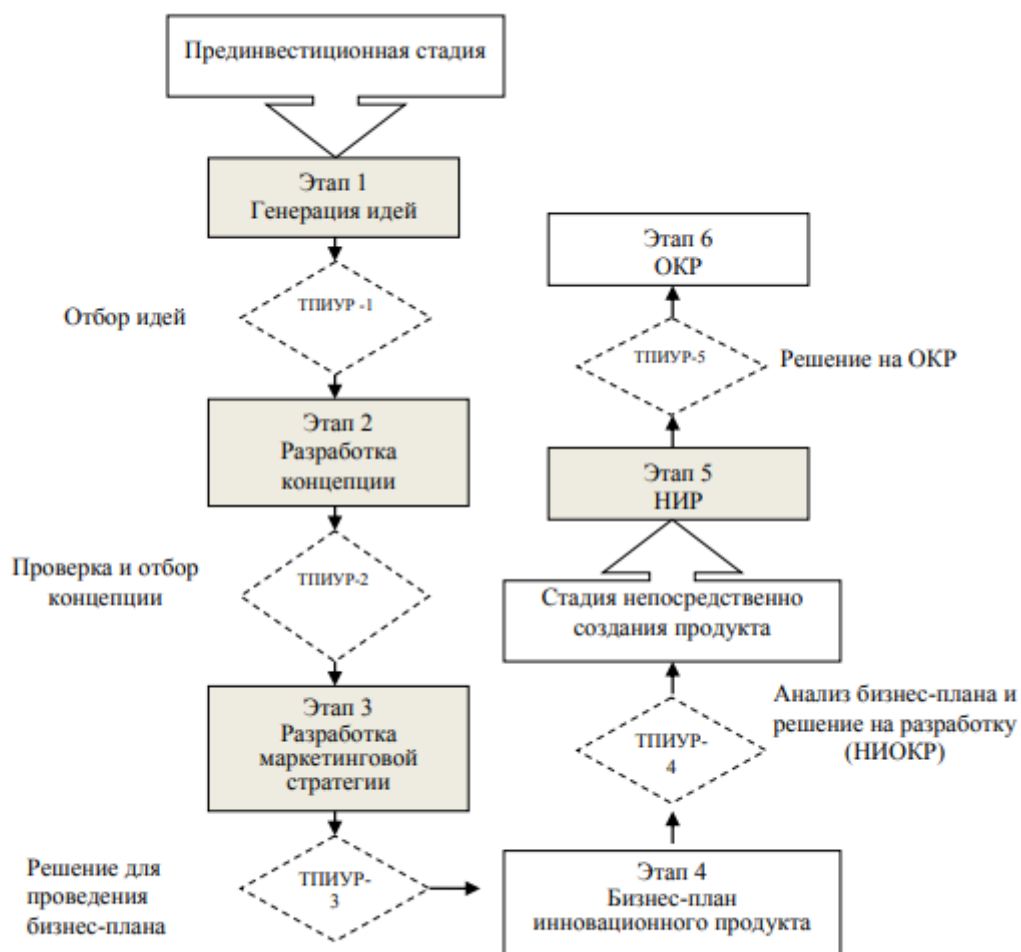 Прединвестиционная стадия
Этап 1
Генерация идей
Отбор идей
ТПИУР -1
Этап 2
Разработка
концепции
Проверка и отбор
концепции
ТПИУР-2
Этап 3
Разработка
маркетинговой
стратегии
Решение для
проведения
бизнес-плана
ТПИУР-
3
Этап 4
Бизнес-план
инновационного продукта
ТПИУР-
4
Анализ бизнес-плана и
решение на разработку
(НИОКР)
Стадия непосредственно
создания продукта
Этап 5
НИР
ТПИУР-5
Решение на ОКР
Этап 6
ОКР